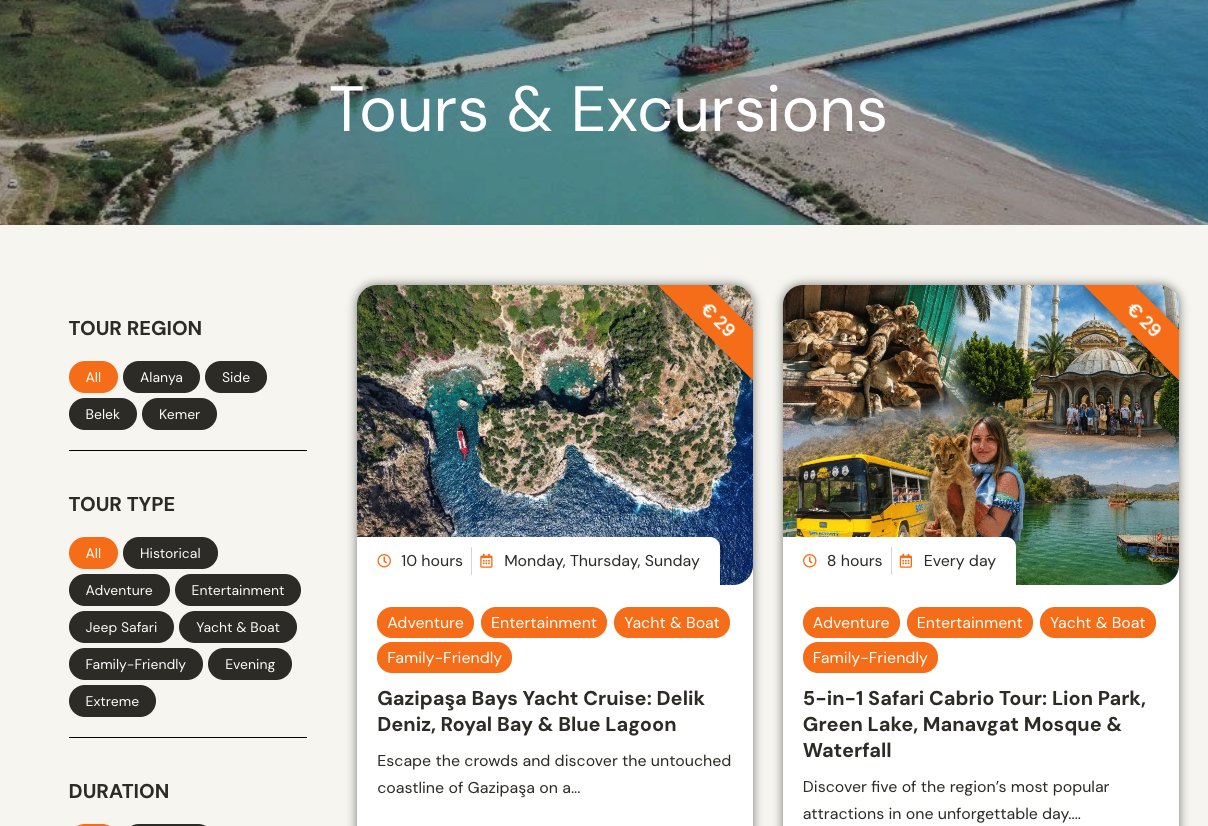 Tours & Excursions
TOUR REGION
All
Alanya
Side
Belek
Kemer
TOUR TYPE
All
Historical
Adventure
Entertainment
Jeep Safari
Yacht & Boat
Family-Friendly
Evening
Extreme
DURATION
€ 29
10 hours
Monday, Thursday, Sunday
Adventure
Entertainment
Yacht & Boat
Family-Friendly
Gazipaşa Bays Yacht Cruise: Delik
Deniz, Royal Bay & Blue Lagoon
Escape the crowds and discover the untouched
coastline of Gazipaşa on a...
€ 29
8 hours
Every day
Adventure
Entertainment
Yacht & Boat
Family-Friendly
5-in-1 Safari Cabrio Tour: Lion Park,
Green Lake, Manavgat Mosque &
Waterfall
Discover five of the region’s most popular
attractions in one unforgettable day....